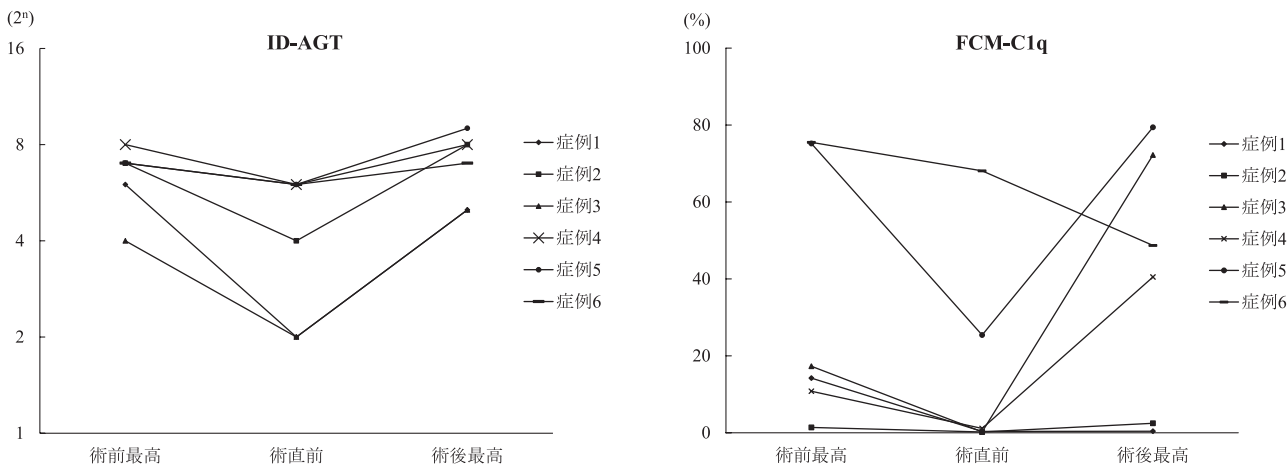 (2ⁿ)
ID-AGT
16
8
4
2
1
術前最高
術直前
術後最高
症例1
症例2
症例3
症例4
症例5
症例6
(%)
FCM-C1q
100
80
60
40
20
0
術前最高
術直前
術後最高
症例1
症例2
症例3
症例4
症例5
症例6